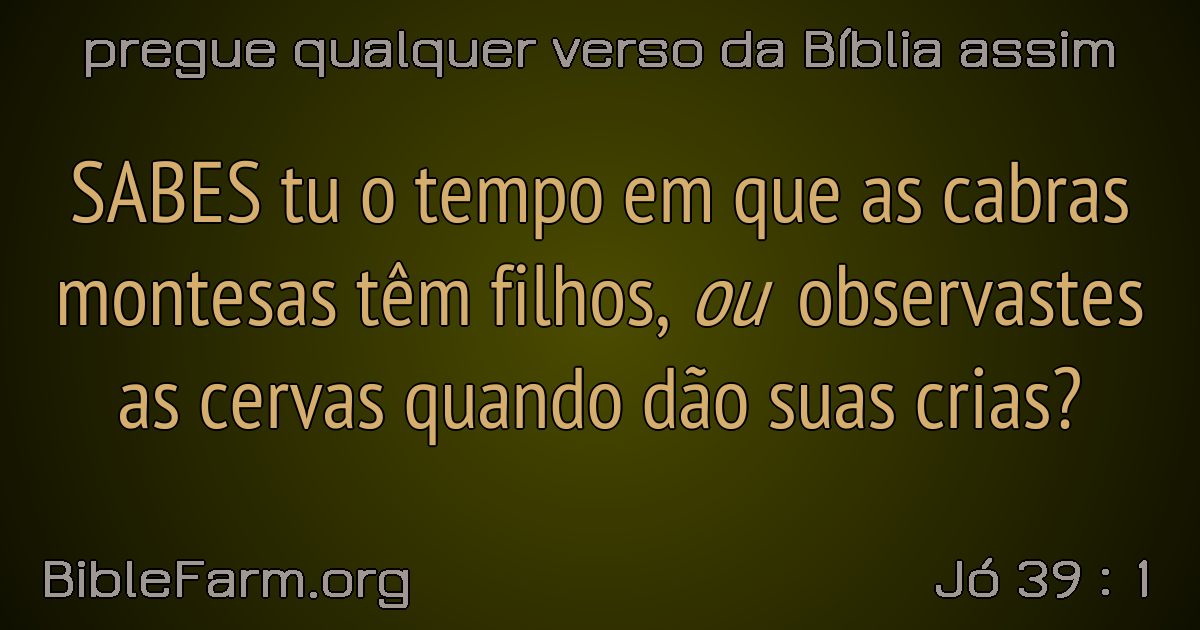 pregue qualquer verso da Bíblia assim
SABES tu o tempo em que as cabras
montesas têm filhos, ou observastes
as cervas quando dão suas crias?
BibleFarm.org
Jó 39 : 1